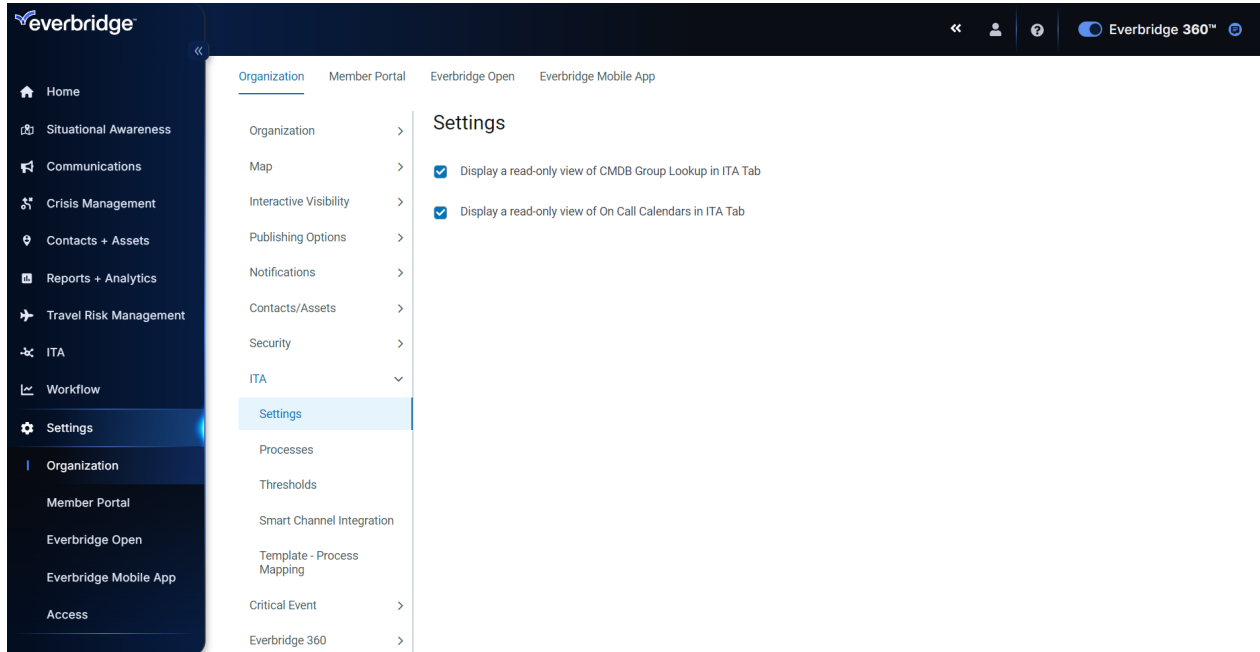 everbridge™
Everbridge 360™
Home
Situational Awareness
Communications
Crisis Management
Contacts + Assets
Reports + Analytics
Travel Risk Management
ITA
Workflow
Settings
Organization
Member Portal
Everbridge Open
Everbridge Mobile App
Access
Organization Member Portal Everbridge Open Everbridge Mobile App
Organization
Map
Interactive Visibility
Publishing Options
Notifications
Contacts/Assets
Security
ITA
Settings
Processes
Thresholds
Smart Channel Integration
Template - Process
Mapping
Critical Event
Everbridge 360
Settings
Display a read-only view of CMDB Group Lookup in ITA Tab
Display a read-only view of On Call Calendars in ITA Tab